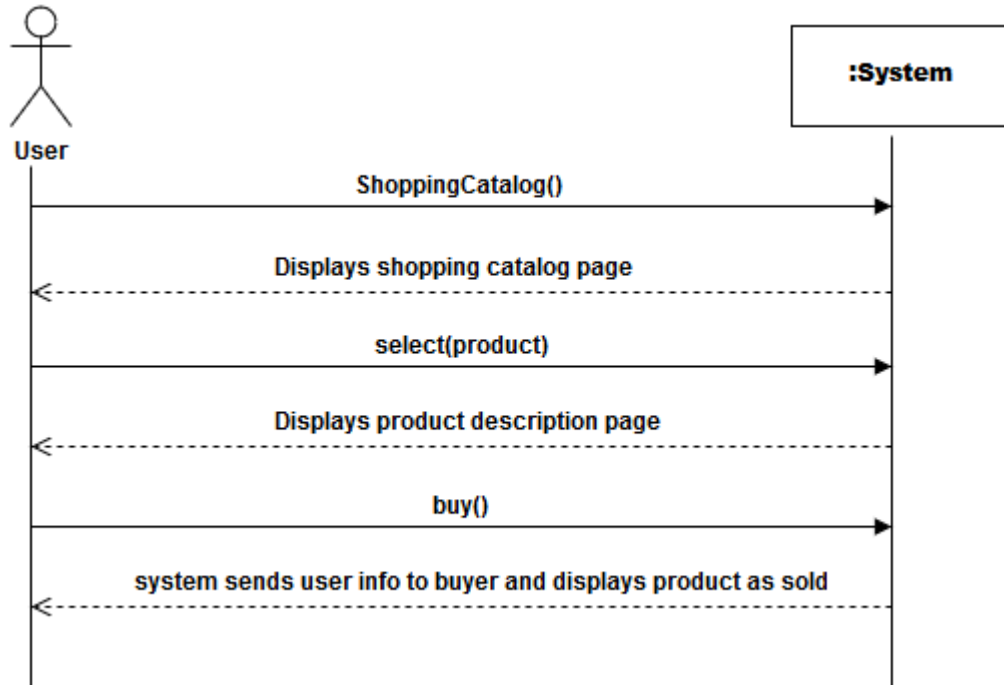 :System
User
ShoppingCatalog()
Displays shopping catalog page
select(product)
Displays product description page
buy()
system sends user info to buyer and displays product as sold